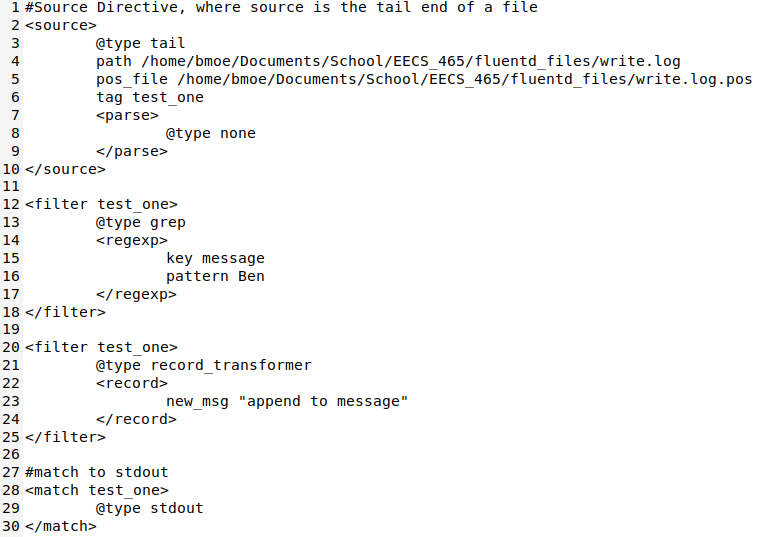 1 #Source Directive, where source is the tail end of a file
2 <source>
3 @type tail
4 path /home/bmoe/Documents/School/EECS_465/fluentd_files/write.log
5 pos_file /home/bmoe/Documents/School/EECS_465/fluentd_files/write.log.pos
6 tag test_one
7 <parse>
8 @type none
9 </parse>
10 </source>
11
12 <filter test_one>
13 @type grep
14 <regexp>
15 key message
16 pattern Ben
17 </regexp>
18 </filter>
19
20 <filter test_one>
21 @type record_transformer
22 <record>
23 new_msg "append to message"
24 </record>
25 </filter>
26
27 #match to stdout
28 <match test_one>
29 @type stdout
30 </match>